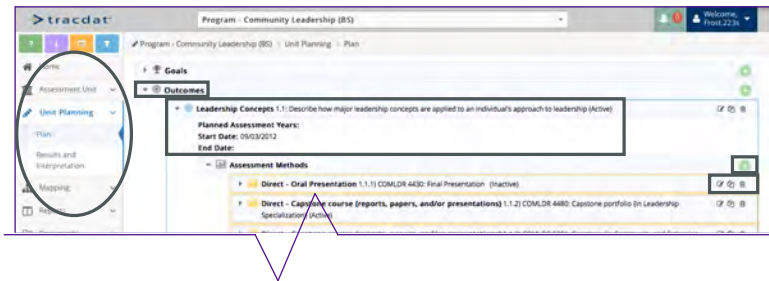 tracdat
Program - Community Leadership (BS)
0
Welcome,
Frost.223s
Program - Community Leadership (BS) Unit Planning Plan
Home
Assessment Unit
Unit Planning
Plan
Results and
Interpretation
Mapping
Reports
Goals
Outcomes
Leadership Concepts 1.1: Describe how major leadership concepts are applied to an individual's approach to leadership (Active)
Planned Assessment Years:
Start Date: 09/03/2012
End Date:
Assessment Methods
Direct - Oral Presentation 1.1.1) COMLDR 4430: Final Presentation (Inactive)
Direct - Capstone course (reports, papers, and/or presentations) 1.1.2) COMLDR 4480: Capstone portfolio (in Leadership
Specialization) (Active)